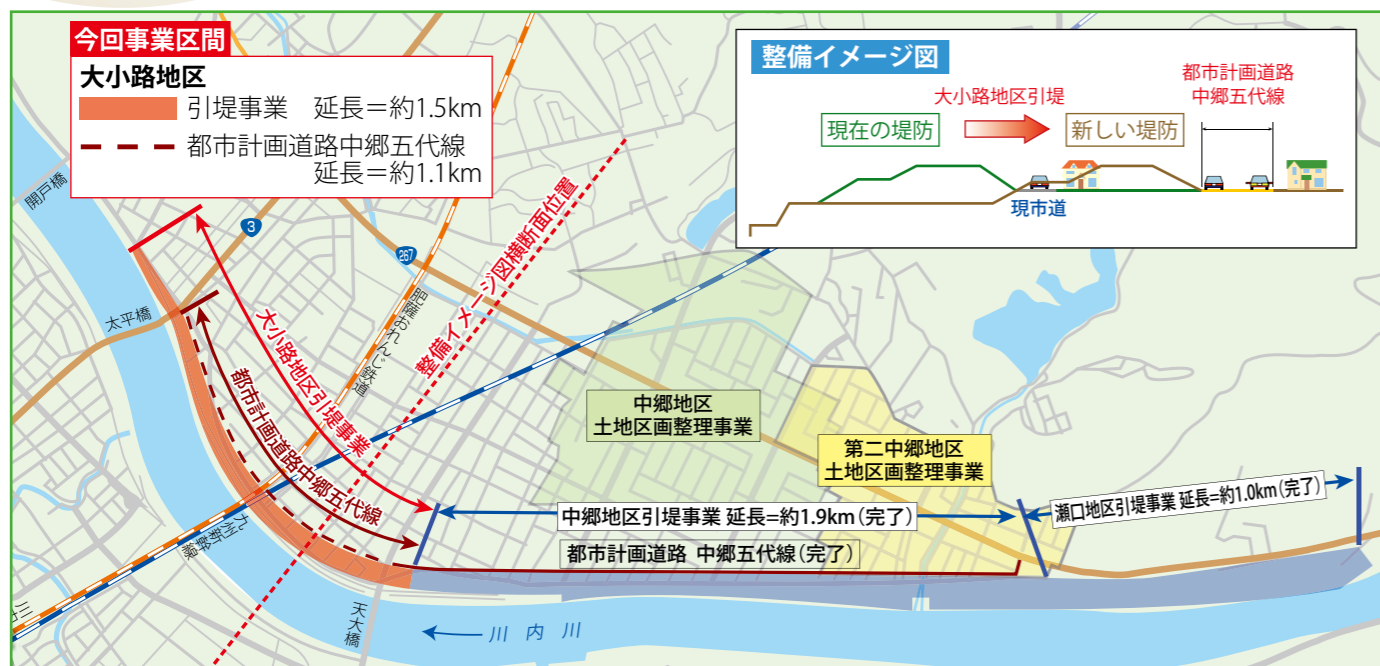 今回事業区間
大小路地区
引堤事業 延長＝約1.5km
都市計画道路中郷五代線
延長＝約1.1km
整備イメージ図
大小路地区引堤
都市計画道路
中郷五代線
現在の堤防
新しい堤防
現市道
開戸橋
3
267
太平橋
肥薩おれんじ鉄道
整備イメージ図横断面位置
大小路地区引堤事業
都市計画道路中郷五代線
中郷地区
土地区画整理事業
第二中郷地区
土地区画整理事業
中郷地区引堤事業 延長＝約1.9km（完了）
瀬口地区引堤事業 延長＝約1.0km（完了）
都市計画道路 中郷五代線（完了）
九州新幹線
天大橋
川内川